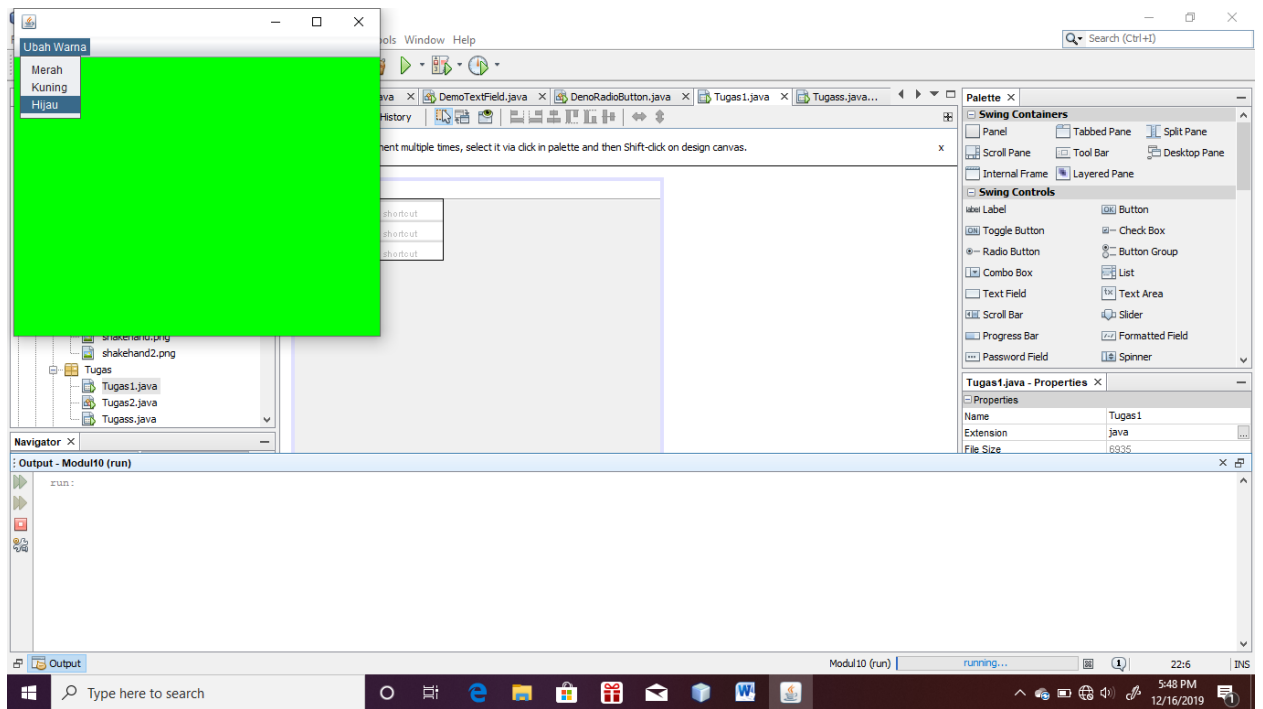 Ubah Warna
Merah
Kuning
Hijau
ools Window Help
Search (Ctrl+I)
ava DemoTextField.java DenoRadioButton.java Tugas1.java Tugass.java...
History
nent multiple times, select it via click in palette and then Shift-click on design canvas. x
shortcut
shortcut
shortcut
Palette
Swing Containers
Panel Tabbed Pane Split Pane
Scroll Pane Tool Bar Desktop Pane
Internal Frame Layered Pane
Swing Controls
label Label OK Button
ON Toggle Button Check Box
Radio Button Button Group
Combo Box List
Text Field Text Area
Scroll Bar Slider
Progress Bar Formatted Field
Password Field Spinner
Tugas1.java - Properties
Properties
Name Tugas1
Extension java
File Size 6935
shakehand.png
shakehand2.png
Tugas
Tugas1.java
Tugas2.java
Tugass.java
Navigator
Output - Modul10 (run)
run:
Output
Modul10 (run) running... 1 22:6 INS
Type here to search
5:48 PM
12/16/2019
1